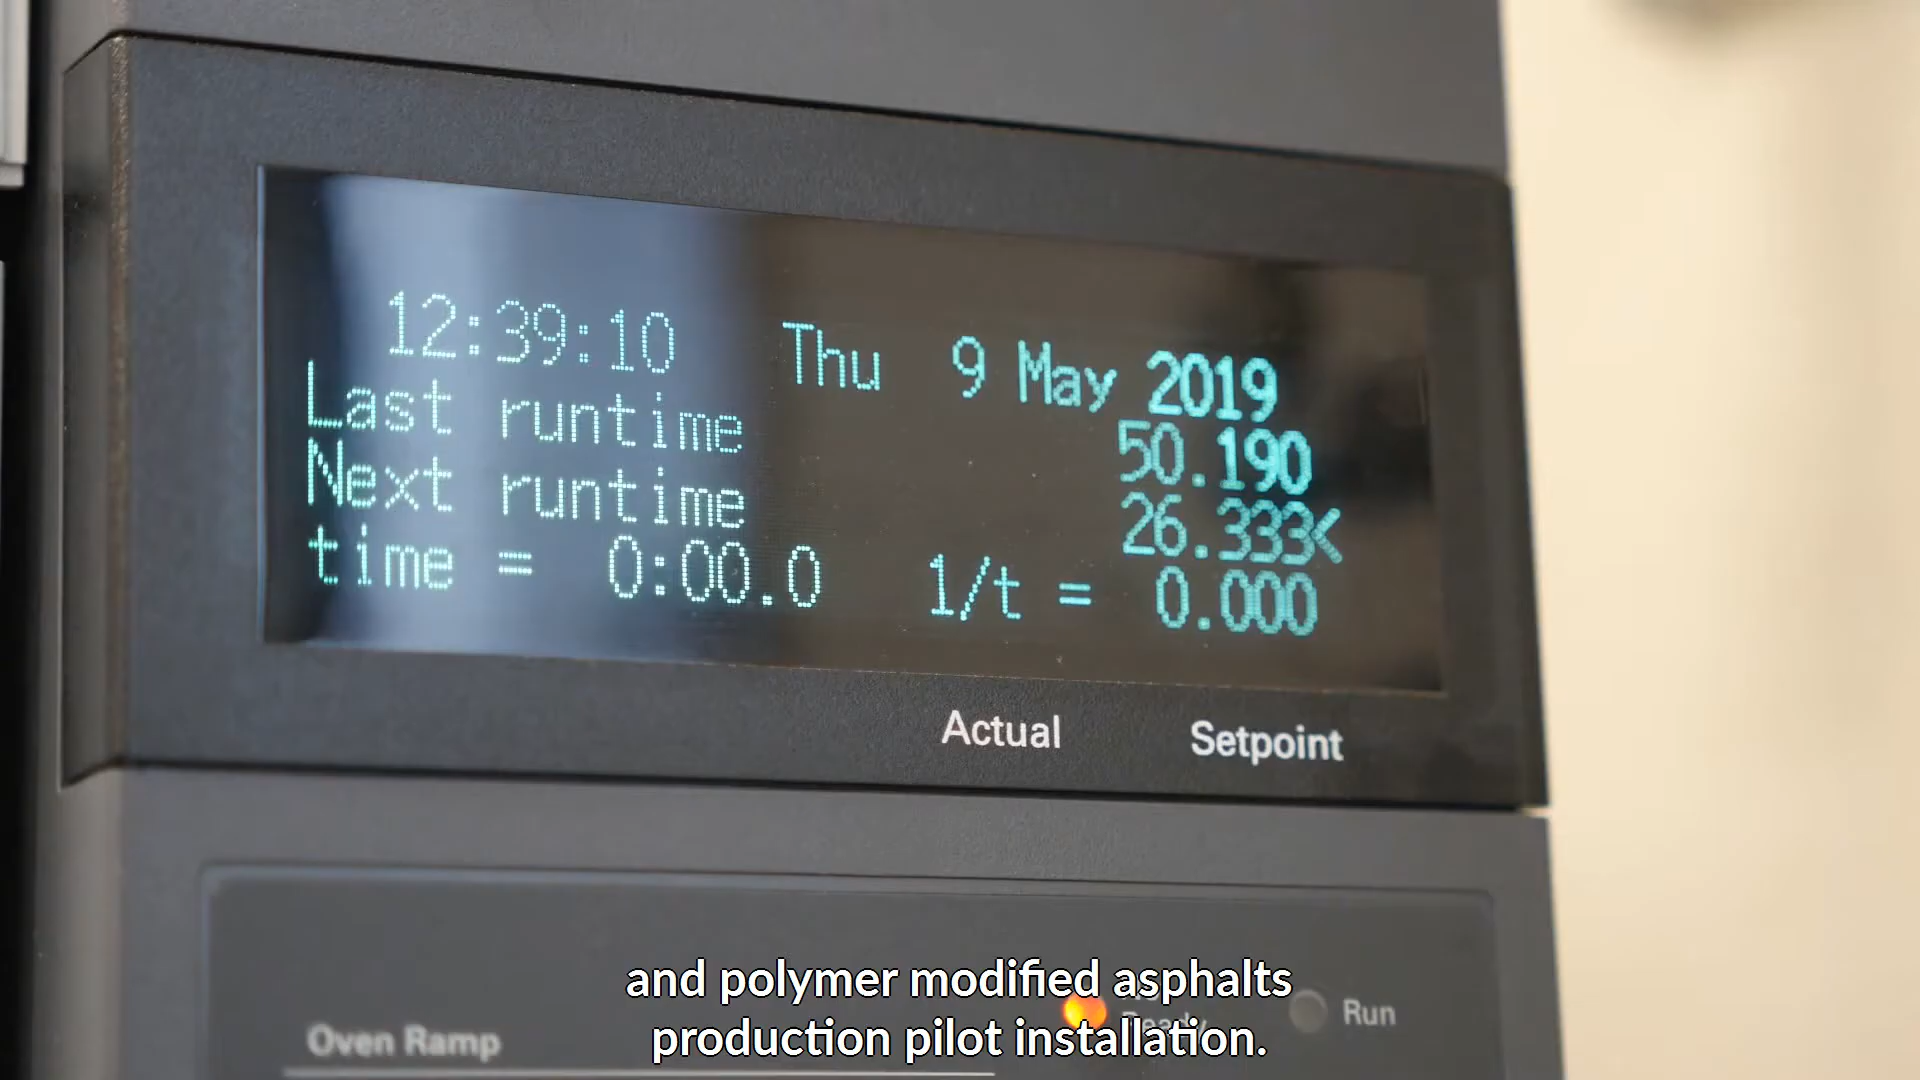 12:39:10 Thu 9 May 2019
Last runtime 50.190
Next runtime 26.333<
time = 0:00.0 1/t = 0.000
Actual Setpoint
Run
Oven Ramp
and polymer modified asphalts
production pilot installation.